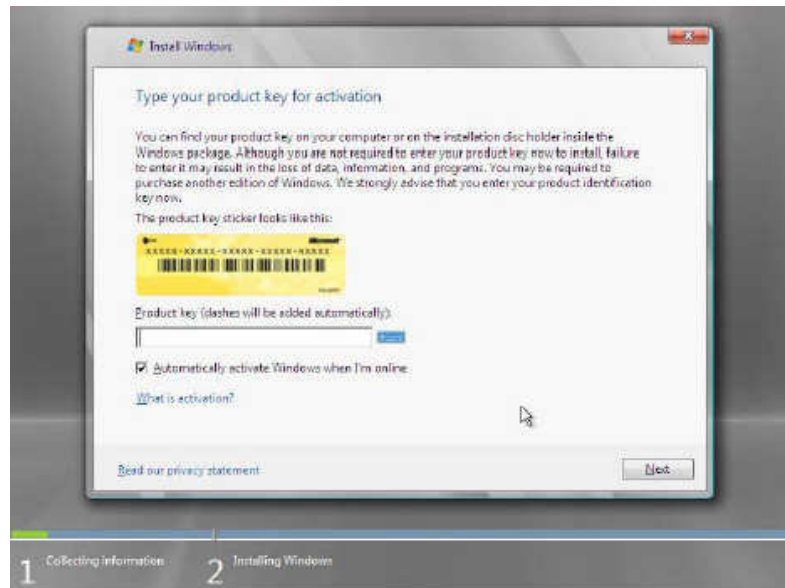 Install Windows
Type your product key for activation
You can find your product key on your computer or on the installation disc holder inside the
Windows package. Although you are not required to enter your product key now to install, failure
to enter it may result in the loss of data, information, and programs. You may be required to
purchase another edition of Windows. We strongly advise that you enter your product identification
key now.
The product key sticker looks like this:
Microsoft
XXXXX-XXXXX-XXXXX-XXXXX-XXXXX
Product key (dashes will be added automatically):
Automatically activate Windows when I'm online
What is activation?
Read our privacy statement
Next
1 Collecting information
2 Installing Windows